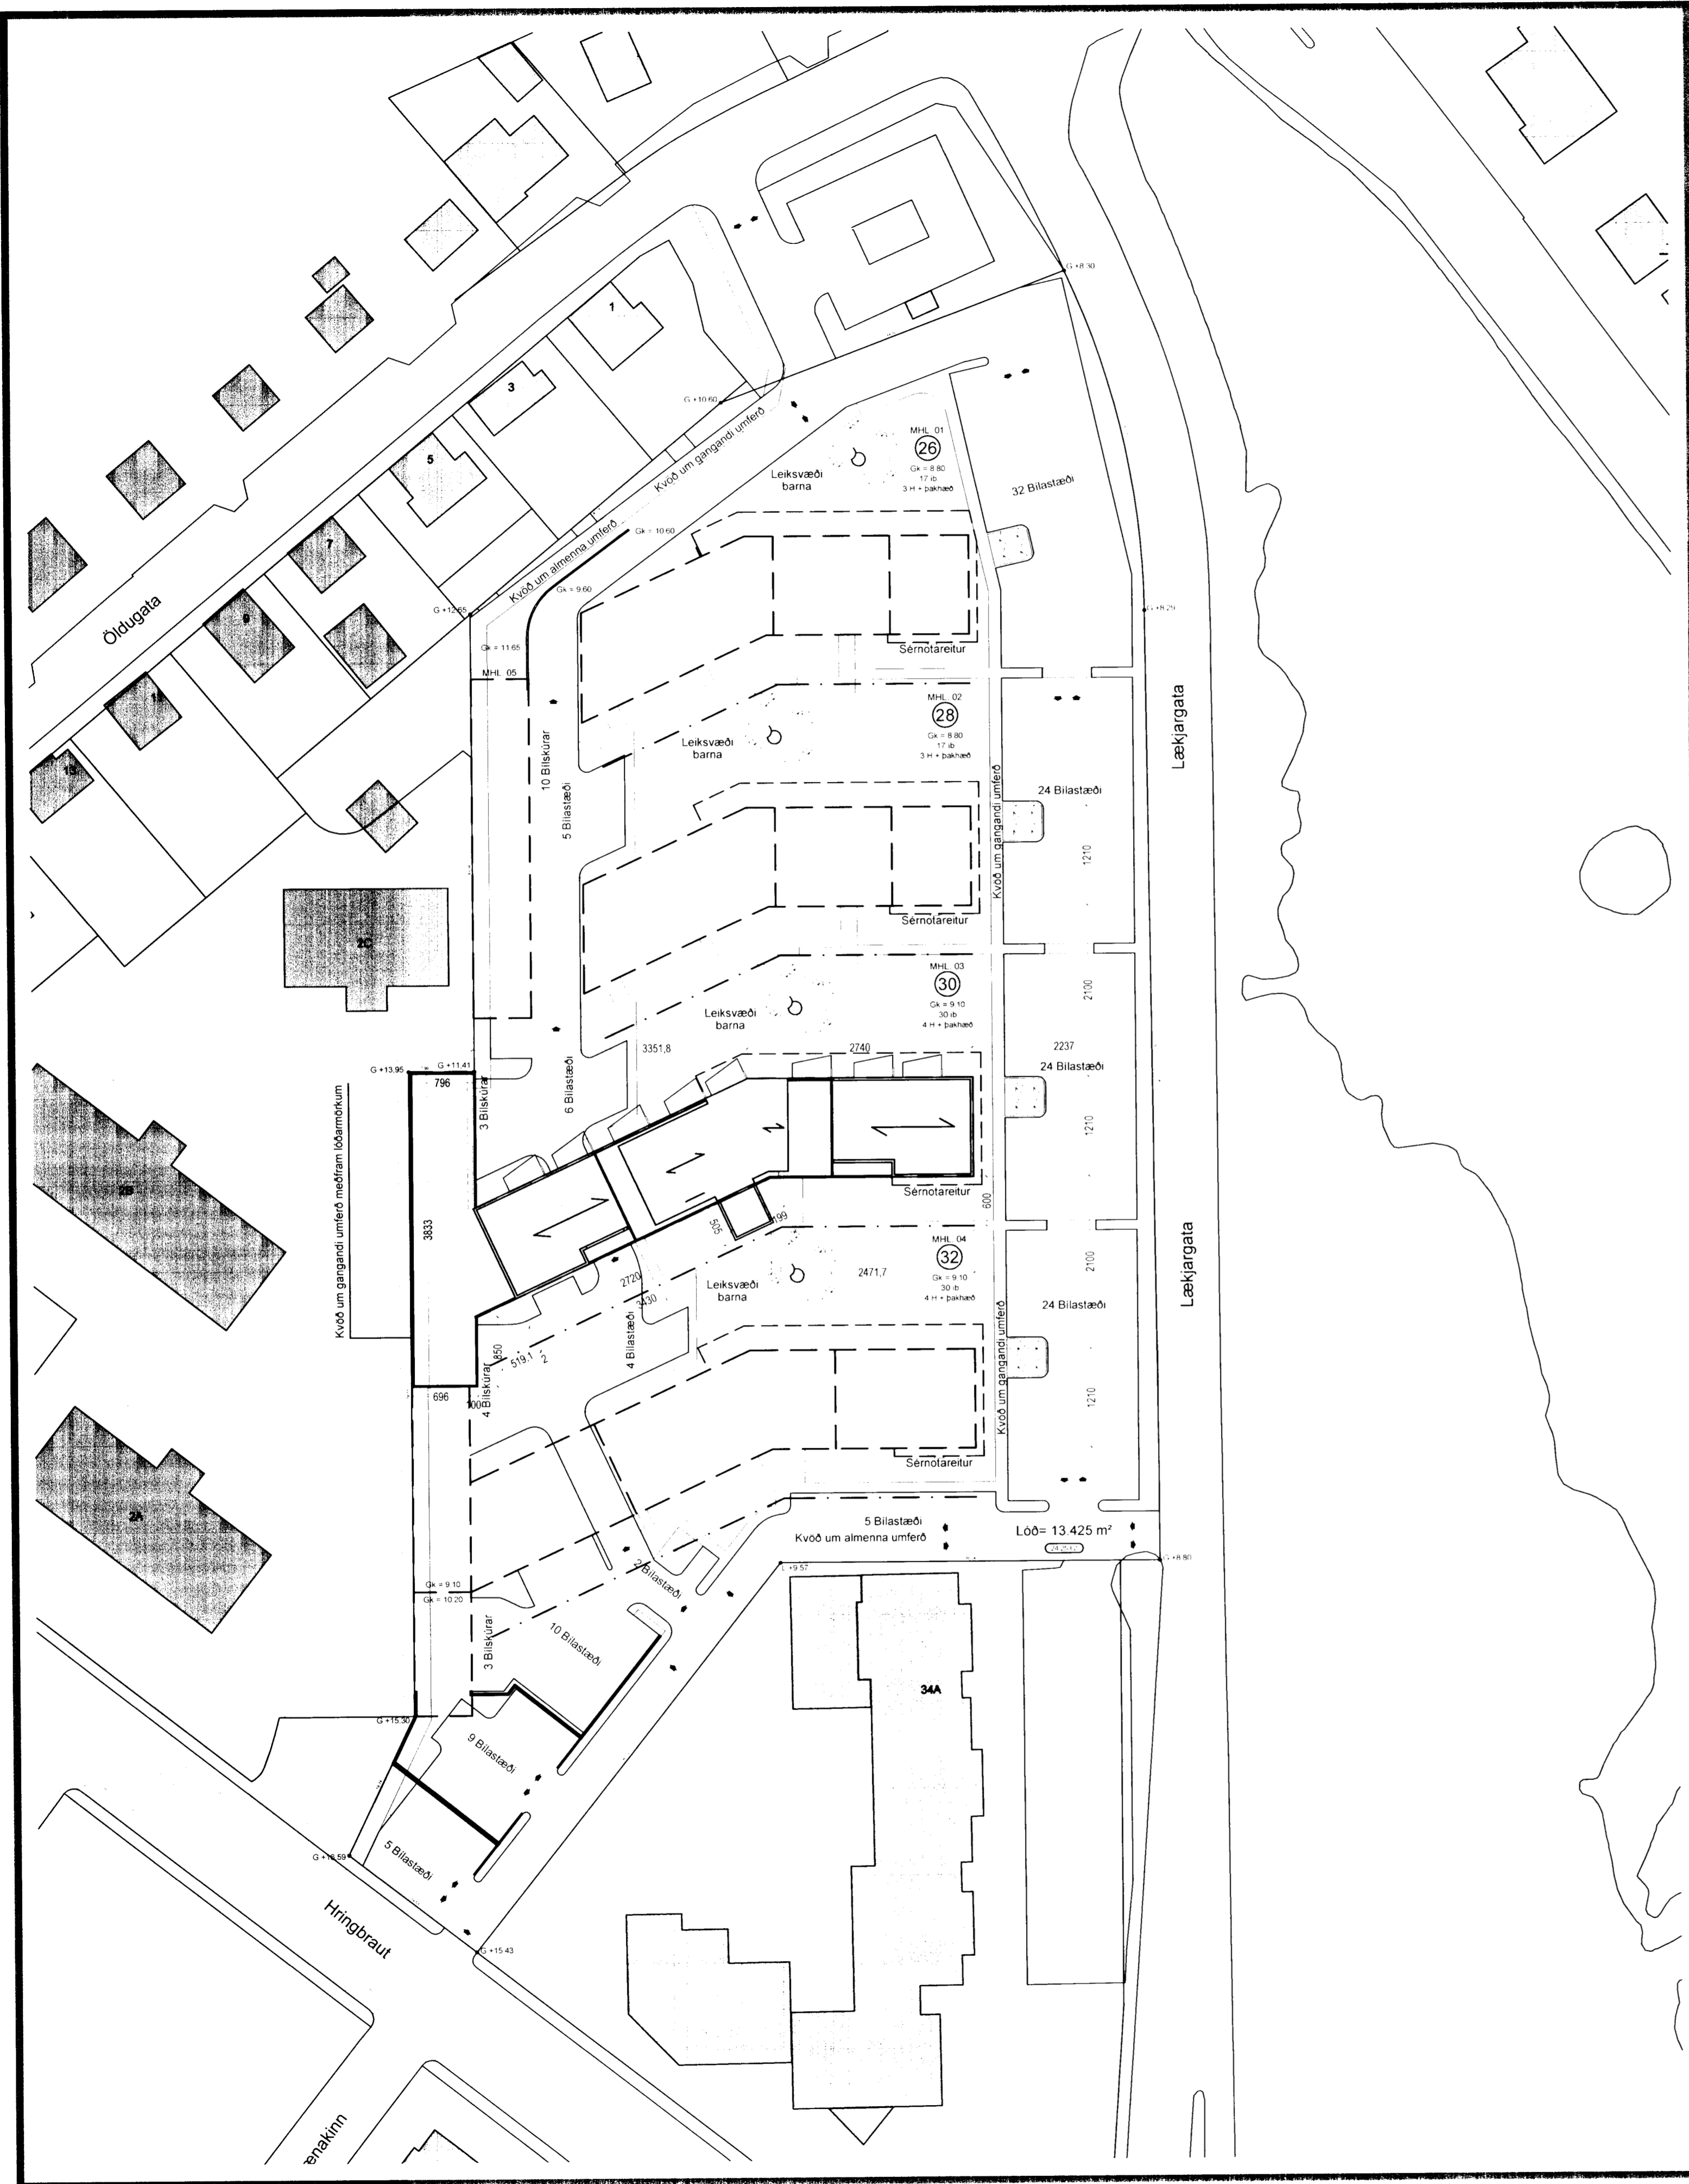 G +8.30
1
3
G +10.60
Kvöð um gangandi umferð
5
MHL. 01
26
Gk = 8.80
17 íb
3 H + þakhæð
Leiksvæði
barna
32 Bílastæði
7
Kvöð um almenna umferð
Gk = 10.60
Gk = 9.60
Öldugata
9
G +12.65
G +8.29
Gk = 11.65
MHL. 05
Sérnotareitur
11
MHL. 02
28
Gk = 8.80
17 íb
3 H + þakhæð
Leiksvæði
barna
Lækjargata
10 Bílskúrar
5 Bílastæði
13
Kvöð um gangandi umferð
24 Bílastæði
1210
Sérnotareitur
2C
MHL. 03
30
Gk = 9.10
30 íb
4 H + þakhæð
Leiksvæði
barna
2100
3351,8
2740
2237
24 Bílastæði
G +13.95
G +11.41
796
3 Bílskúrar
6 Bílastæði
1210
Kvöð um gangandi umferð meðfram lóðarmörkum
2B
Sérnotareitur
600
3833
505
199
MHL. 04
32
Gk = 9.10
30 íb
4 H + þakhæð
Leiksvæði
barna
2471,7
2100
Lækjargata
2720
3430
24 Bílastæði
4 Bílastæði
850
519.1
2
Kvöð um gangandi umferð
696
100
4 Bílskúrar
1210
Sérnotareitur
2A
5 Bílastæði
Kvöð um almenna umferð
Lóð= 13.425 m²
L +9.57
G +8.80
2 Bílastæði
Gk = 9.10
Gk = 10.20
3 Bílskúrar
10 Bílastæði
34A
G +15.30
9 Bílastæði
5 Bílastæði
Hringbraut
G +15.43
enakinn